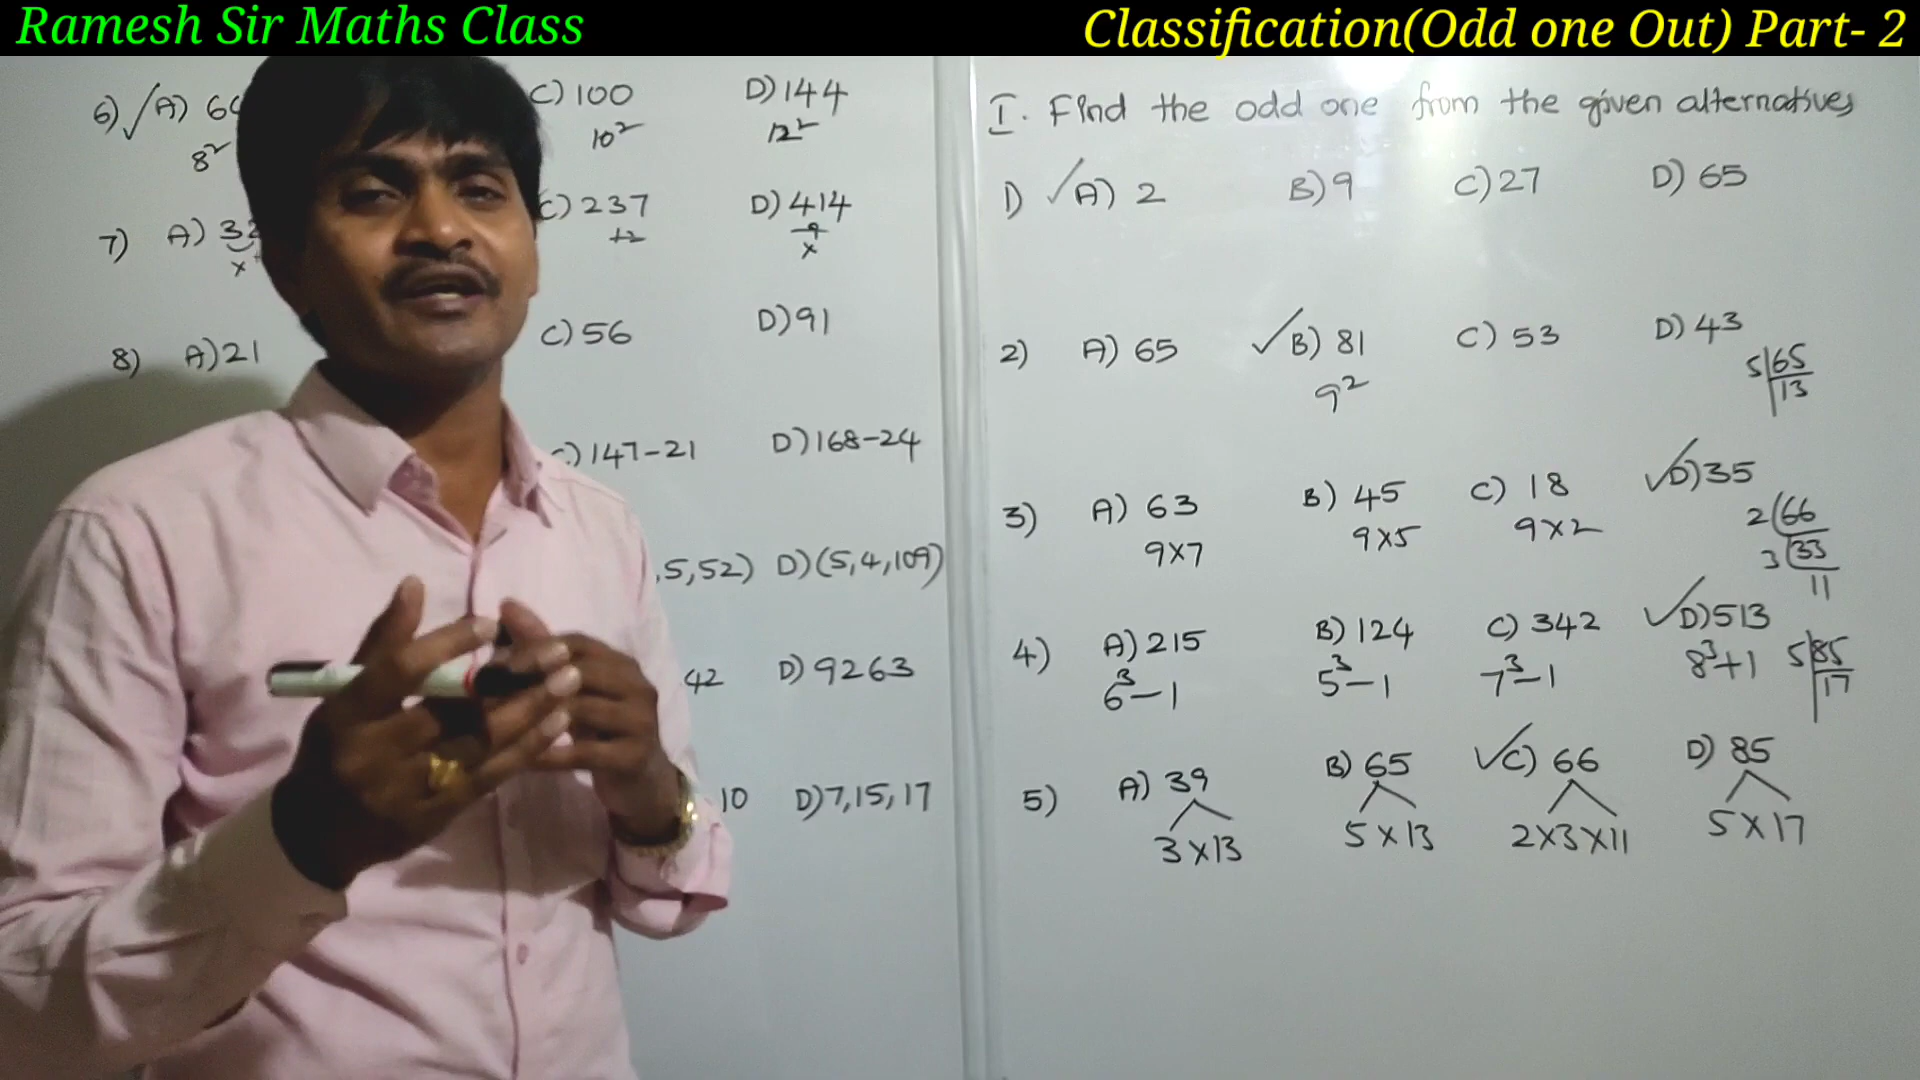 Ramesh Sir Maths Class
Classification(Odd one Out) Part- 2
6) ✓A) C) 100 D) 144
8² 10² 12²
7) A) C) 237 D) 414
x +2 9
x
8) A) 21 C) 56 D) 91
C) 147-21 D) 168-24
,5,52) D) (5,4,109)
42 D) 9263
10 D) 7,15,17
I. Find the odd one from the given alternatives
1) ✓A) 2 B) 9 C) 27 D) 65
2) A) 65 ✓B) 81 C) 53 D) 43
9² 5|65
13
3) A) 63 B) 45 C) 18 ✓D) 35
9x7 9x5 9x2 2|66
3|33
11
4) A) 215 B) 124 C) 342 ✓D) 513
6³-1 5³-1 7³-1 8³+1 5|85
17
5) A) 39 B) 65 ✓C) 66 D) 85
3x13 5x13 2x3x11 5x17